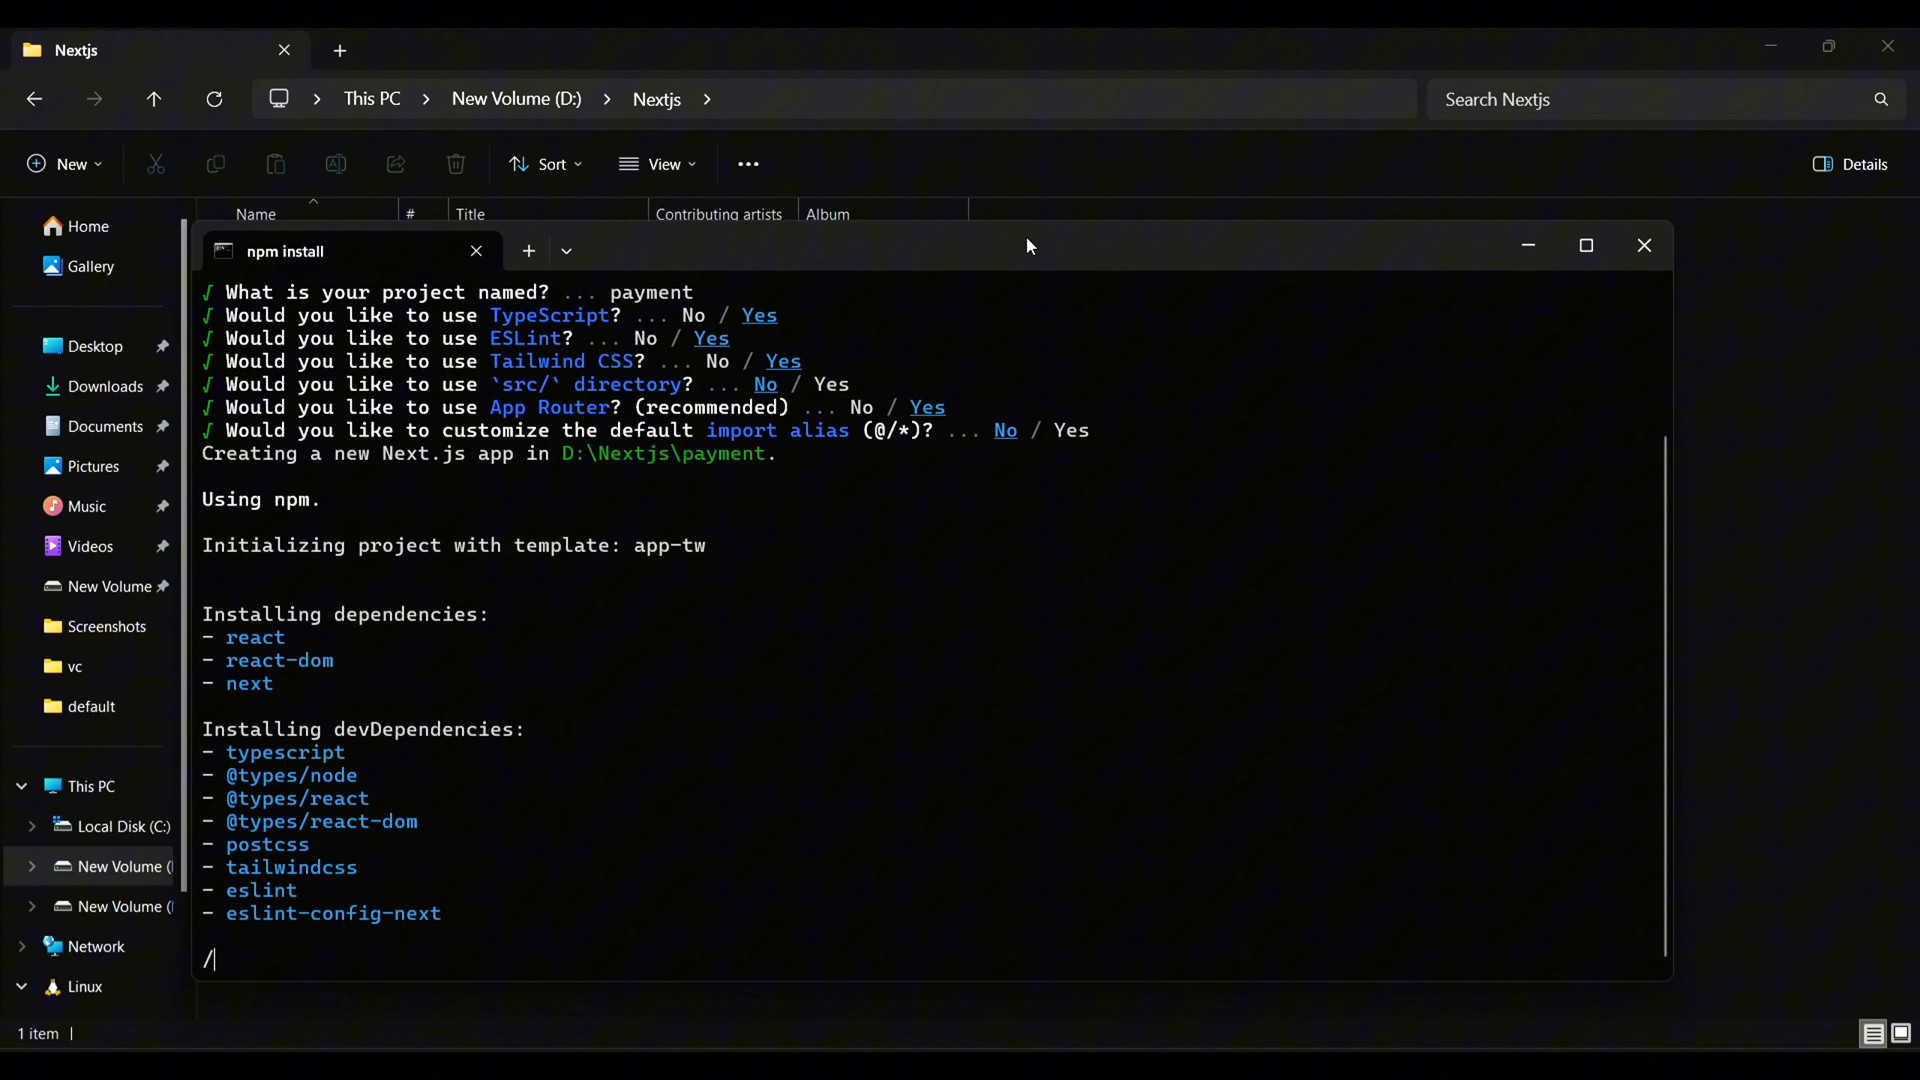 Nextjs
This PC > New Volume (D:) > Nextjs >
Search Nextjs
New
Sort
View
Details
Name
#
Title
Contributing artists
Album
Home
Gallery
Desktop
Downloads
Documents
Pictures
Music
Videos
New Volume
Screenshots
vc
default
This PC
Local Disk (C:)
New Volume (
New Volume (
Network
Linux
1 item
npm install
√ What is your project named? ... payment
√ Would you like to use TypeScript? ... No / Yes
√ Would you like to use ESLint? ... No / Yes
√ Would you like to use Tailwind CSS? ... No / Yes
√ Would you like to use `src/` directory? ... No / Yes
√ Would you like to use App Router? (recommended) ... No / Yes
√ Would you like to customize the default import alias (@/*)? ... No / Yes
Creating a new Next.js app in D:\Nextjs\payment.
Using npm.
Initializing project with template: app-tw
Installing dependencies:
- react
- react-dom
- next
Installing devDependencies:
- typescript
- @types/node
- @types/react
- @types/react-dom
- postcss
- tailwindcss
- eslint
- eslint-config-next
/